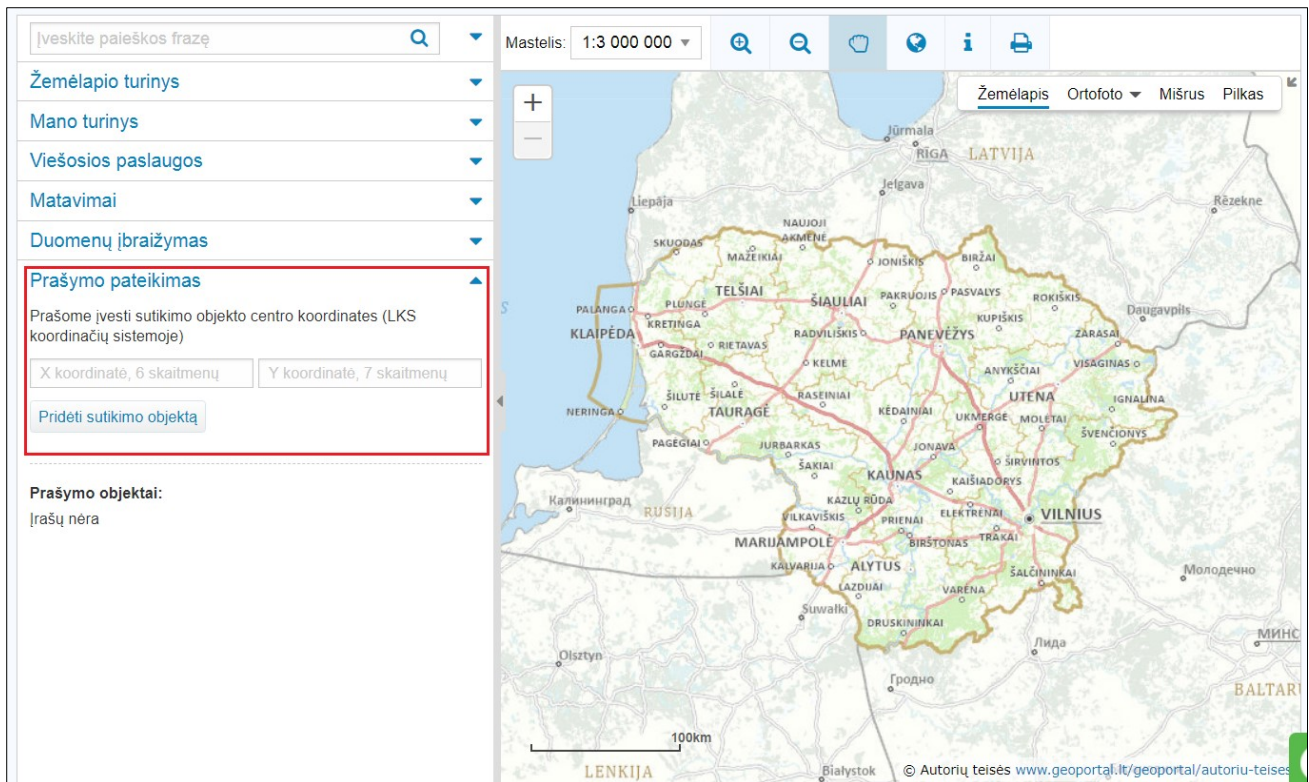 Įveskite paieškos frazę
Žemėlapio turinys
Mano turinys
Viešosios paslaugos
Matavimai
Duomenų įbraižymas
Prašymo pateikimas
Prašome įvesti sutikimo objekto centro koordinates (LKS
koordinačių sistemoje)
X koordinatė, 6 skaitmenų
Y koordinatė, 7 skaitmenų
Pridėti sutikimo objektą
Prašymo objektai:
Įrašų nėra
Mastelis: 1:3 000 000
Žemėlapis Ortofoto Mišrus Pilkas
+
−
Jūrmala
RĪGA LATVIJA
Jelgava
Liepāja
Rēzekne
NAUJOJI
AKMENĖ
SKUODAS
MAŽEIKIAI
JONIŠKIS
BIRŽAI
TELŠIAI
PLUNGĖ
ŠIAULIAI
PAKRUOJIS
PASVALYS
ROKIŠKIS
Daugavpils
PALANGA
KRETINGA
KUPIŠKIS
KLAIPĖDA
RADVILIŠKIS
PANEVĖŽYS
ZARASAI
GARGŽDAI
RIETAVAS
KELMĖ
VISAGINAS
ANYKŠČIAI
ŠILUTĖ
ŠILALĖ
RASEINIAI
UTENA
IGNALINA
NERINGA
TAURAGĖ
KĖDAINIAI
UKMERGĖ
MOLĖTAI
ŠVENČIONYS
PAGĖGIAI
JURBARKAS
JONAVA
ŠIRVINTOS
ŠAKIAI
KAUNAS
KAIŠIADORYS
Калининград
RUSIJA
KAZLŲ RŪDA
VILKAVIŠKIS
PRIENAI
ELEKTRĖNAI
VILNIUS
MARIJAMPOLĖ
BIRŠTONAS
TRAKAI
KALVARIJA
ALYTUS
ŠALČININKAI
Молодечно
LAZDIJAI
VARĖNA
Suwałki
DRUSKININKAI
Лида
МИНС
Olsztyn
Гродно
BALTAR
100km
LENKIJA
Białystok
© Autorių teisės www.geoportal.lt/geoportal/autoriu-teises